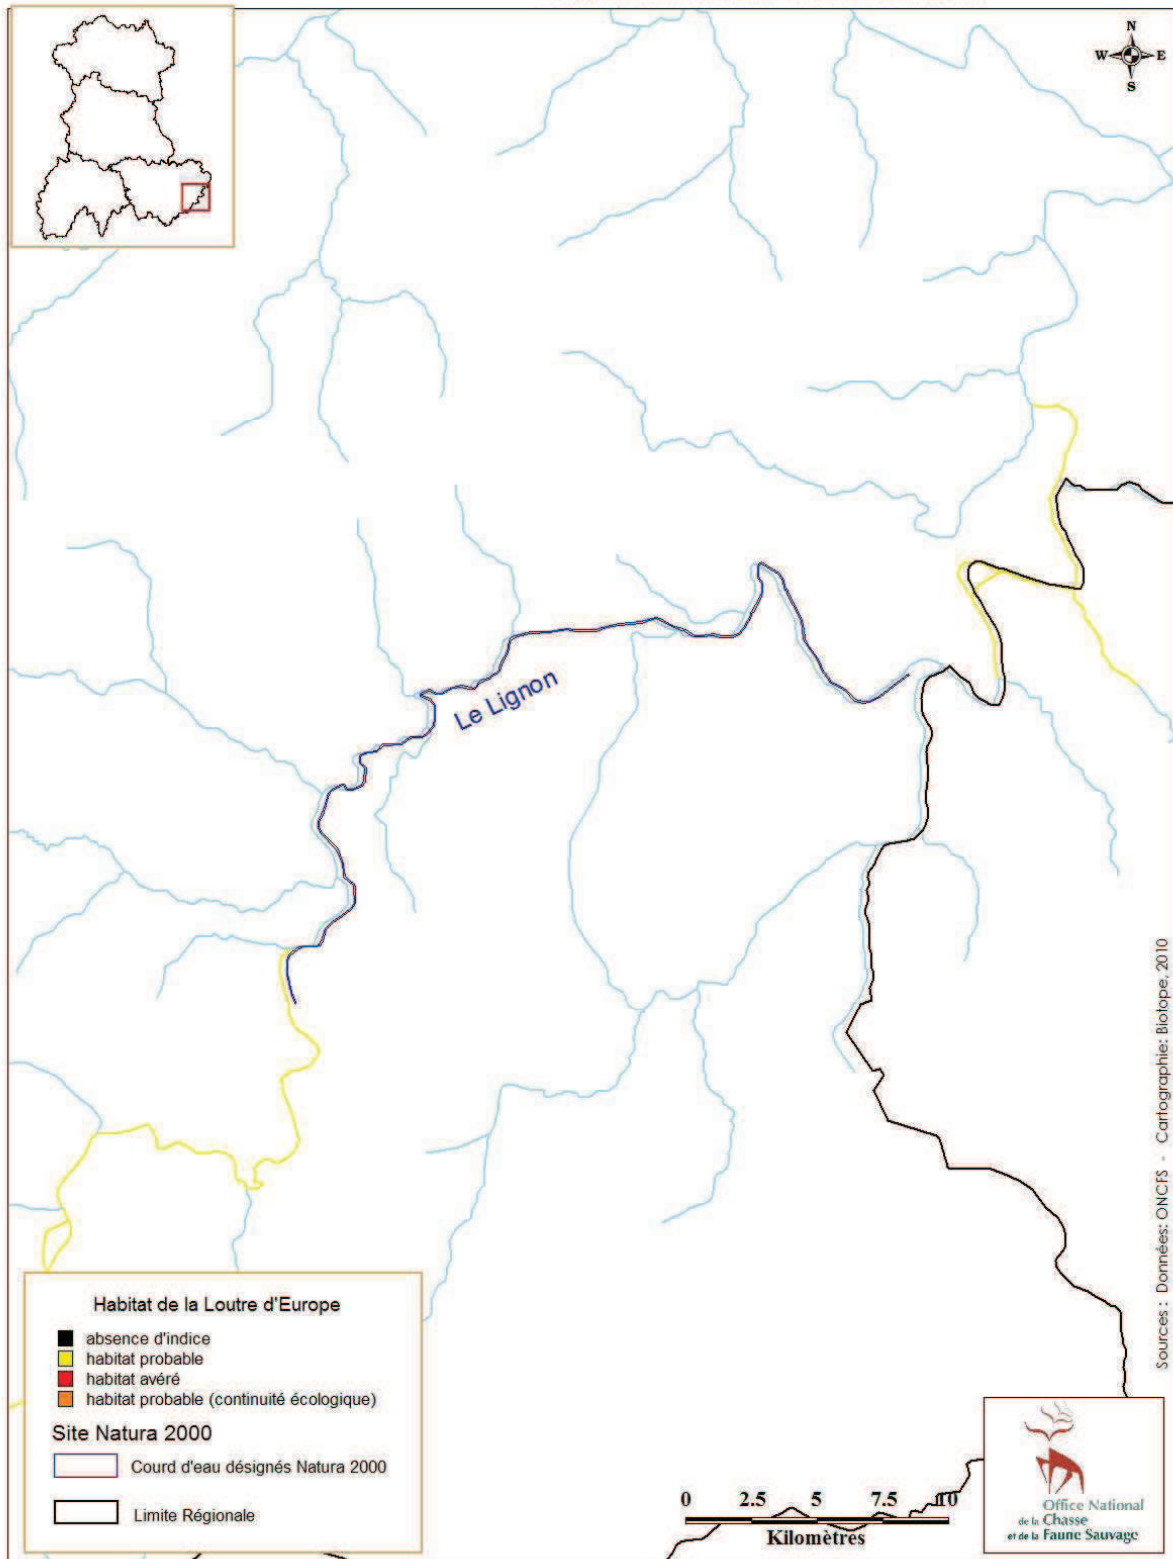 N
W E
S
Le Lignon
Habitat de la Loutre d'Europe
absence d'indice
habitat probable
habitat avéré
habitat probable (continuité écologique)
Site Natura 2000
Courd d'eau désignés Natura 2000
Limite Régionale
0 2.5 5 7.5 10
Kilomètres
Office National
de la Chasse
et de la Faune Sauvage
Sources : Données: ONCFS - Cartographie: Biotope, 2010